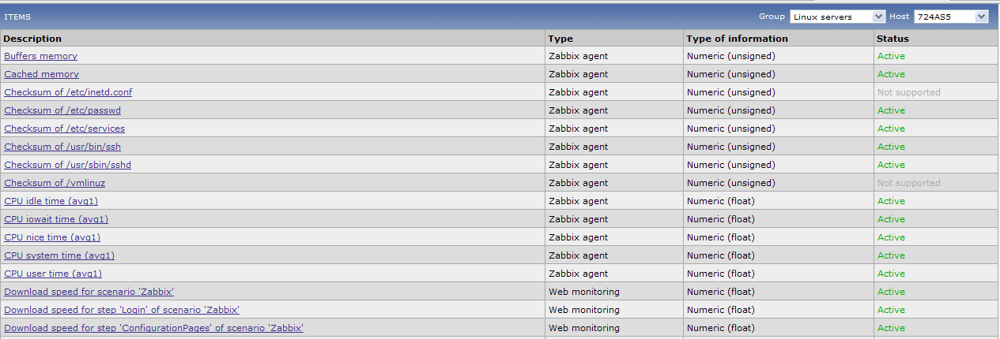 ITEMS Group Linux servers Host 724AS5
Description Type Type of information Status
Buffers memory Zabbix agent Numeric (unsigned) Active
Cached memory Zabbix agent Numeric (unsigned) Active
Checksum of /etc/inetd.conf Zabbix agent Numeric (unsigned) Not supported
Checksum of /etc/passwd Zabbix agent Numeric (unsigned) Active
Checksum of /etc/services Zabbix agent Numeric (unsigned) Active
Checksum of /usr/bin/ssh Zabbix agent Numeric (unsigned) Active
Checksum of /usr/sbin/sshd Zabbix agent Numeric (unsigned) Active
Checksum of /vmlinuz Zabbix agent Numeric (unsigned) Not supported
CPU idle time (avg1) Zabbix agent Numeric (float) Active
CPU iowait time (avg1) Zabbix agent Numeric (float) Active
CPU nice time (avg1) Zabbix agent Numeric (float) Active
CPU system time (avg1) Zabbix agent Numeric (float) Active
CPU user time (avg1) Zabbix agent Numeric (float) Active
Download speed for scenario 'Zabbix' Web monitoring Numeric (float) Active
Download speed for step 'Login' of scenario 'Zabbix' Web monitoring Numeric (float) Active
Download speed for step 'ConfigurationPages' of scenario 'Zabbix' Web monitoring Numeric (float) Active